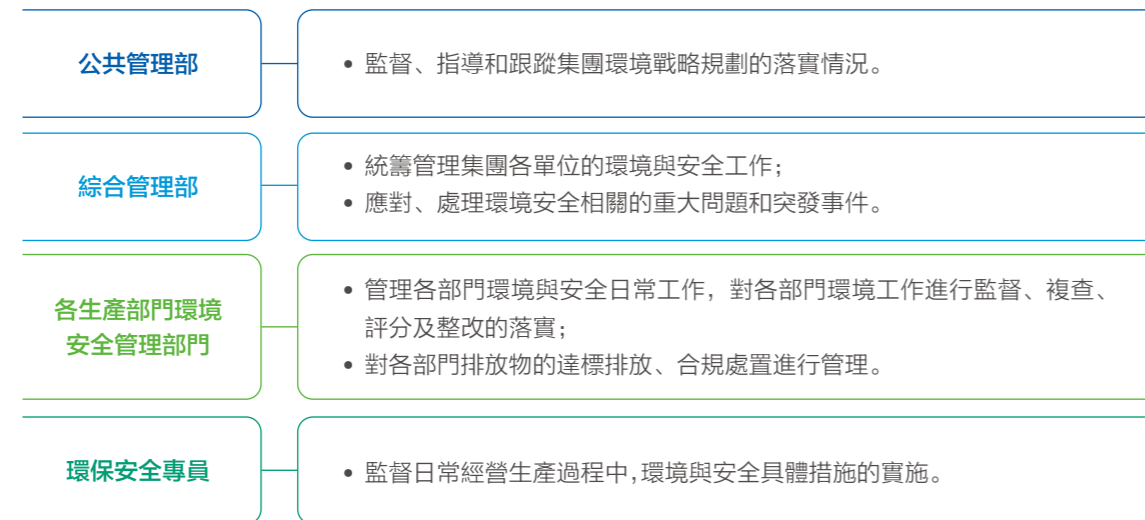 公共管理部
• 監督、指導和跟蹤集團環境戰略規劃的落實情況。
綜合管理部
• 統籌管理集團各單位的環境與安全工作；
• 應對、處理環境安全相關的重大問題和突發事件。
各生產部門環境
安全管理部門
• 管理各部門環境與安全日常工作，對各部門環境工作進行監督、複查、
評分及整改的落實；
• 對各部門排放物的達標排放、合規處置進行管理。
環保安全專員
• 監督日常經營生產過程中，環境與安全具體措施的實施。